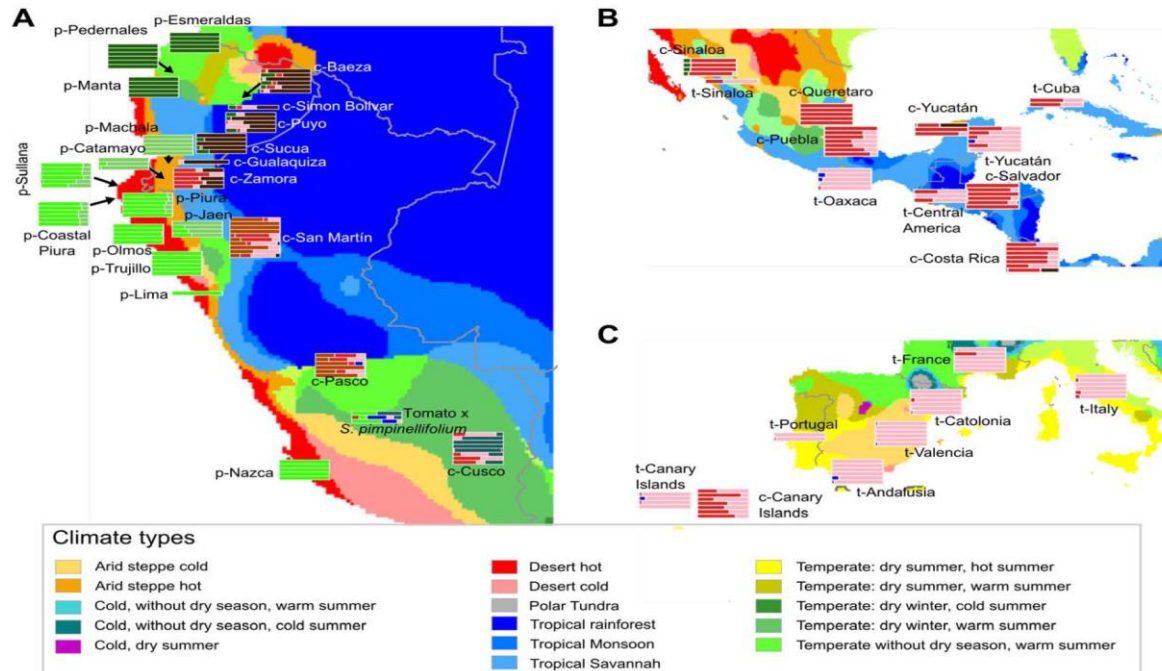 A
p-Esmeraldas
p-Pedernales
c-Baeza
p-Manta
c-Simon Bolívar
c-Puyo
p-Machala
c-Sucua
p-Catamayo
c-Gualaquiza
c-Zamora
p-Sullana
p-Piura
p-Jaen
p-Coastal
Piura
c-San Martín
p-Olmos
p-Trujillo
p-Lima
c-Pasco
Tomato x
S. pimpinellifolium
c-Cusco
p-Nazca
B
c-Sinaloa
t-Sinaloa
c-Queretaro
t-Cuba
c-Yucatán
c-Puebla
t-Yucatán
c-Salvador
t-Oaxaca
t-Central
America
c-Costa Rica
C
t-France
t-Italy
t-Catolonia
t-Portugal
t-Valencia
t-Canary
Islands
c-Canary
Islands
t-Andalusia
Climate types
Arid steppe cold
Arid steppe hot
Cold, without dry season, warm summer
Cold, without dry season, cold summer
Cold, dry summer
Desert hot
Desert cold
Polar Tundra
Tropical rainforest
Tropical Monsoon
Tropical Savannah
Temperate: dry summer, hot summer
Temperate: dry summer, warm summer
Temperate: dry winter, cold summer
Temperate: dry winter, warm summer
Temperate without dry season, warm summer